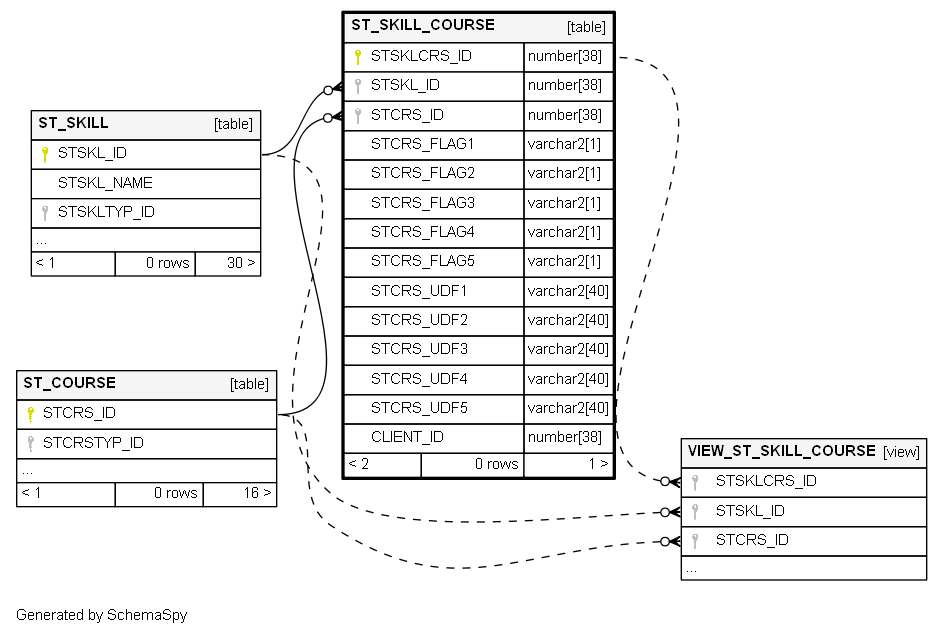 ST_SKILL_COURSE [table]
STSKLCRS_ID number[38]
STSKL_ID number[38]
STCRS_ID number[38]
STCRS_FLAG1 varchar2[1]
STCRS_FLAG2 varchar2[1]
STCRS_FLAG3 varchar2[1]
STCRS_FLAG4 varchar2[1]
STCRS_FLAG5 varchar2[1]
STCRS_UDF1 varchar2[40]
STCRS_UDF2 varchar2[40]
STCRS_UDF3 varchar2[40]
STCRS_UDF4 varchar2[40]
STCRS_UDF5 varchar2[40]
CLIENT_ID number[38]
< 2 0 rows 1 >
ST_SKILL [table]
STSKL_ID
STSKL_NAME
STSKLTYP_ID
...
< 1 0 rows 30 >
ST_COURSE [table]
STCRS_ID
STCRSTYP_ID
...
< 1 0 rows 16 >
VIEW_ST_SKILL_COURSE [view]
STSKLCRS_ID
STSKL_ID
STCRS_ID
...
Generated by SchemaSpy